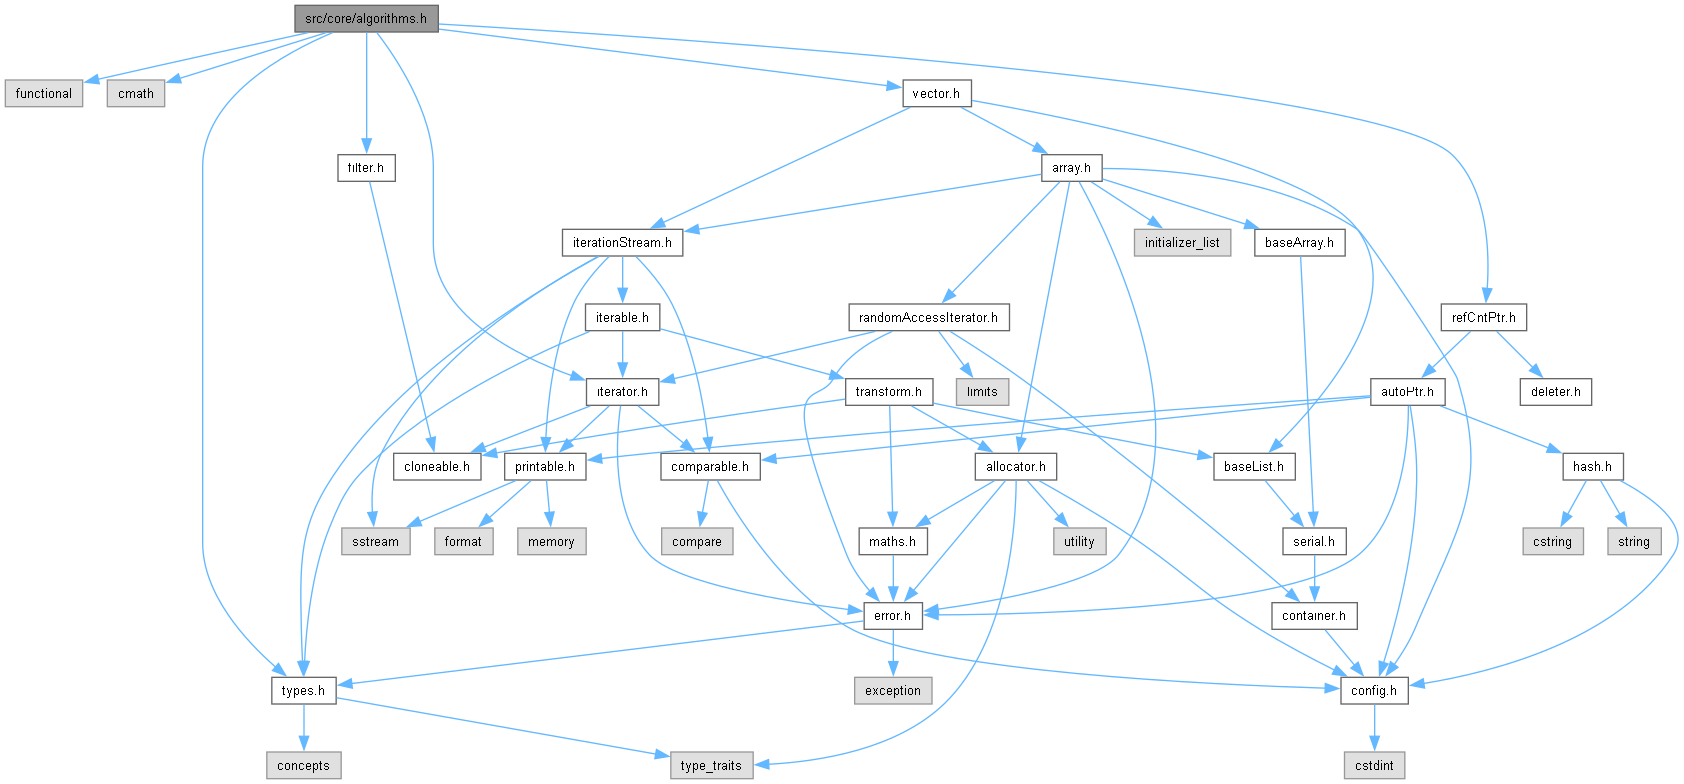 src/core/algorithms.h
functional
cmath
vector.h
filter.h
array.h
iterationStream.h
initializer_list
baseArray.h
iterable.h
randomAccessIterator.h
refCntPtr.h
iterator.h
transform.h
limits
autoPtr.h
deleter.h
cloneable.h
printable.h
comparable.h
allocator.h
baseList.h
hash.h
sstream
format
memory
compare
maths.h
utility
serial.h
cstring
string
error.h
container.h
types.h
exception
config.h
concepts
type_traits
cstdint